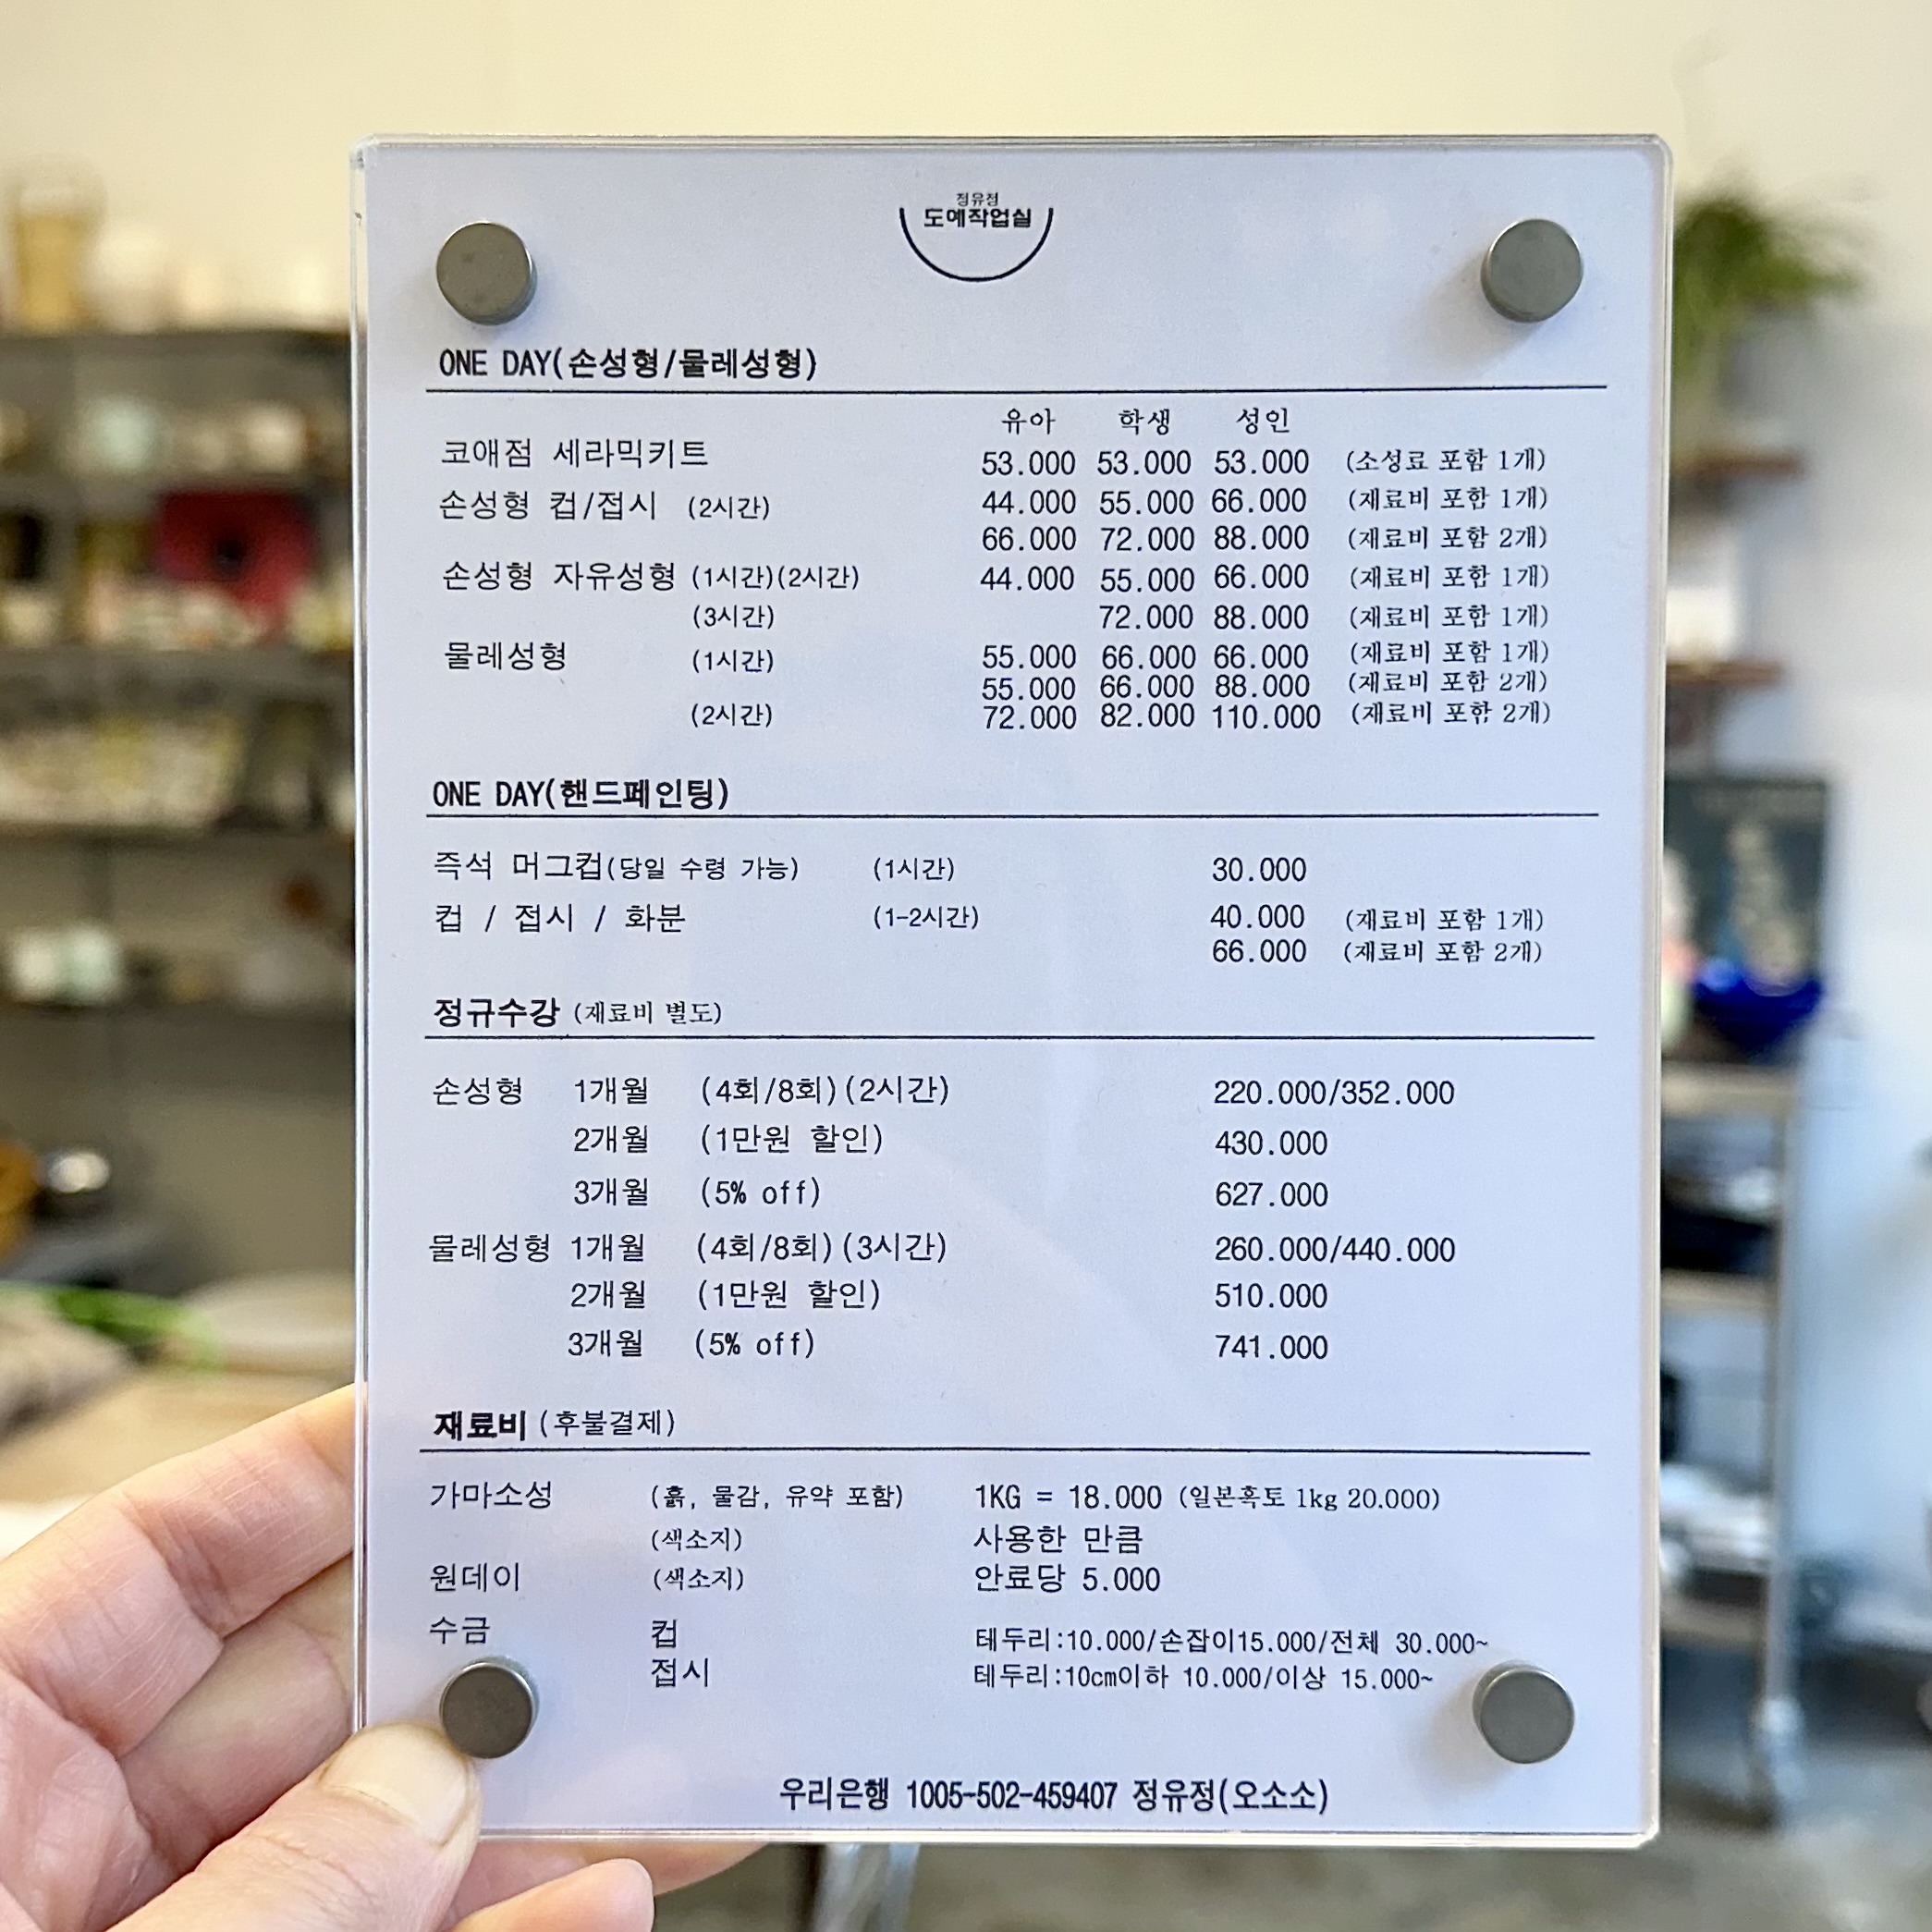 정유정
도예작업실
ONE DAY(손성형/물레성형)
유아 학생 성인
코애점 세라믹키트 53.000 53.000 53.000 (소성료 포함 1개)
손성형 컵/접시 (2시간) 44.000 55.000 66.000 (재료비 포함 1개)
66.000 72.000 88.000 (재료비 포함 2개)
손성형 자유성형 (1시간)(2시간) 44.000 55.000 66.000 (재료비 포함 1개)
(3시간) 72.000 88.000 (재료비 포함 1개)
물레성형 (1시간) 55.000 66.000 66.000 (재료비 포함 1개)
55.000 66.000 88.000 (재료비 포함 2개)
(2시간) 72.000 82.000 110.000 (재료비 포함 2개)
ONE DAY(핸드페인팅)
즉석 머그컵(당일 수령 가능) (1시간) 30.000
컵 / 접시 / 화분 (1-2시간) 40.000 (재료비 포함 1개)
66.000 (재료비 포함 2개)
정규수강 (재료비 별도)
손성형 1개월 (4회/8회)(2시간) 220.000/352.000
2개월 (1만원 할인) 430.000
3개월 (5% off) 627.000
물레성형 1개월 (4회/8회)(3시간) 260.000/440.000
2개월 (1만원 할인) 510.000
3개월 (5% off) 741.000
재료비 (후불결제)
가마소성 (흙, 물감, 유약 포함) 1KG = 18.000 (일본흑토 1kg 20.000)
(색소지) 사용한 만큼
원데이 (색소지) 안료당 5.000
수금 컵 테두리:10.000/손잡이15.000/전체 30.000~
접시 테두리:10cm이하 10.000/이상 15.000~
우리은행 1005-502-459407 정유정(오소소)